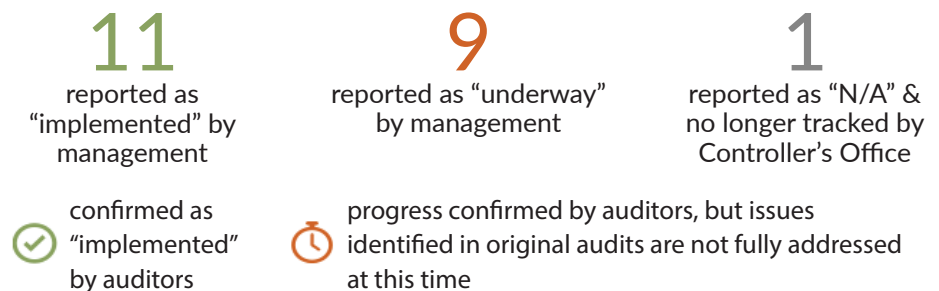 11
reported as
“implemented” by
management
9
reported as “underway”
by management
1
reported as “N/A” &
no longer tracked by
Controller’s Office
confirmed as
“implemented”
by auditors
progress confirmed by auditors, but issues
identified in original audits are not fully addressed
at this time